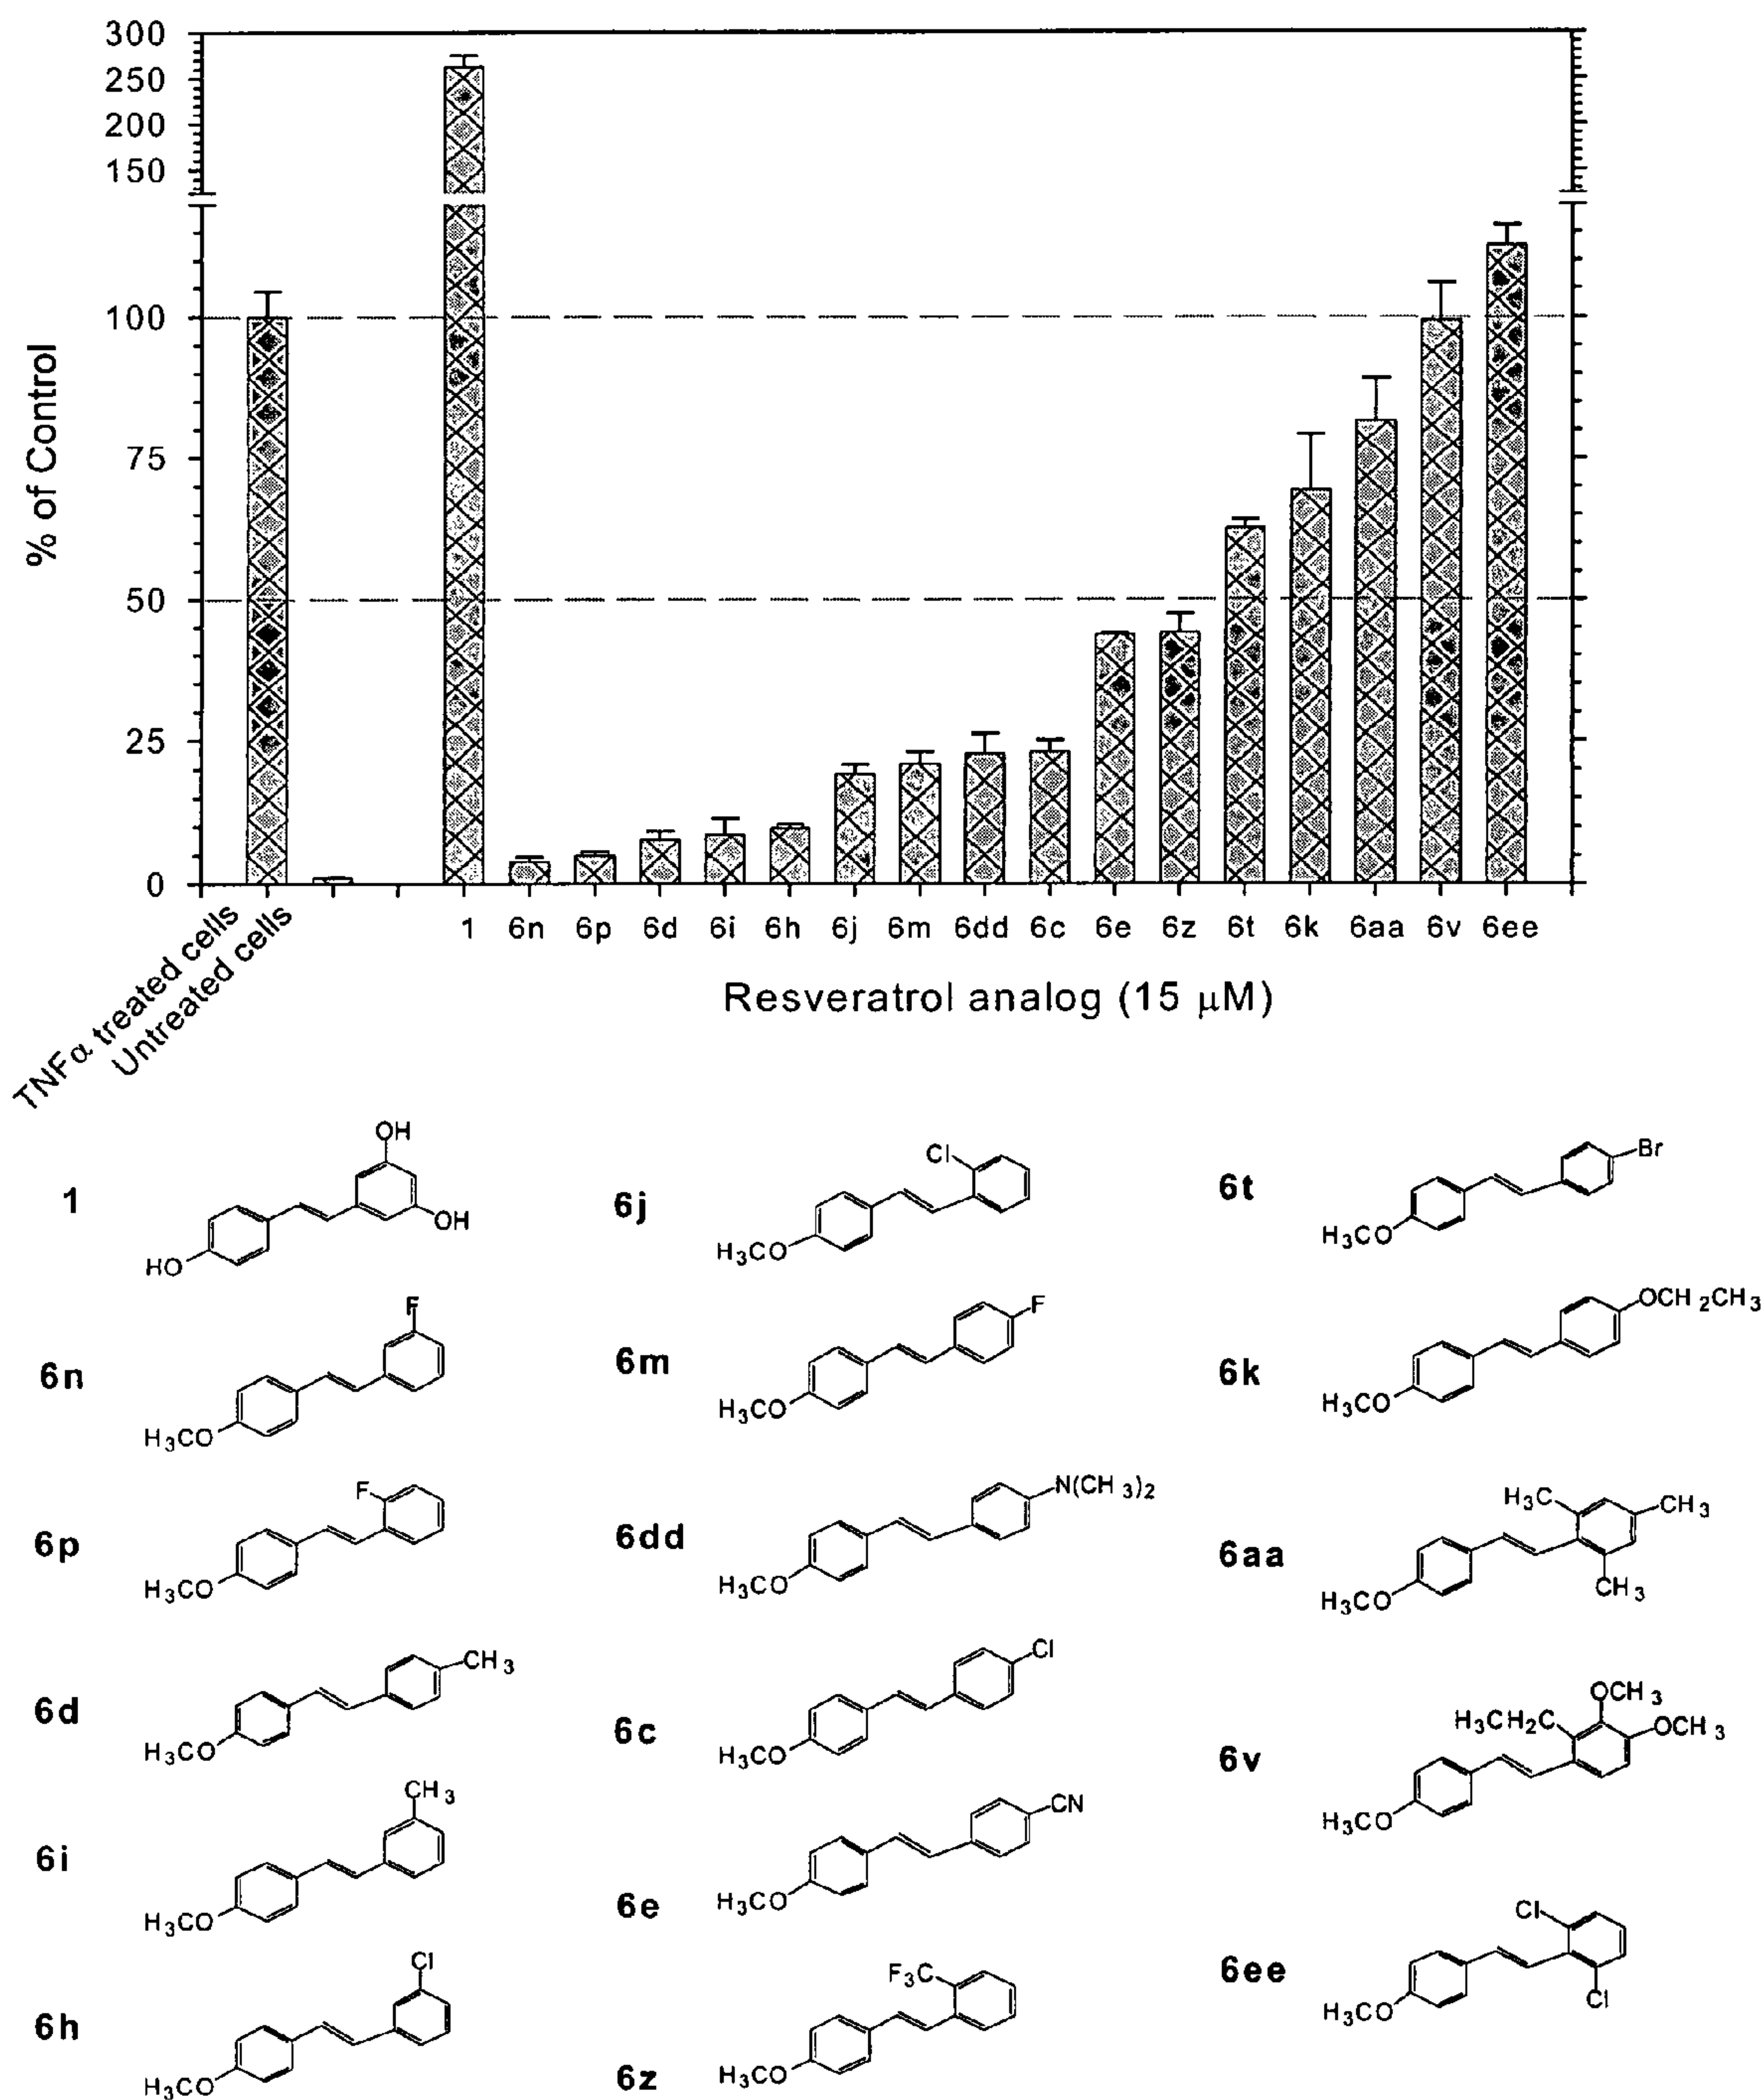 300
250
200
150
100
75
50
25
0
% of Control
TNFα treated cells
Untreated cells
1 6n 6p 6d 6i 6h 6j 6m 6dd 6c 6e 6z 6t 6k 6aa 6v 6ee
Resveratrol analog (15 μM)
1
OH
OH
HO
6n
F
H₃CO
6p
F
H₃CO
6d
CH₃
H₃CO
6i
CH₃
H₃CO
6h
Cl
H₃CO
6j
Cl
H₃CO
6m
F
H₃CO
6dd
N(CH₃)₂
H₃CO
6c
Cl
H₃CO
6e
CN
H₃CO
6z
F₃C
H₃CO
6t
Br
H₃CO
6k
OCH₂CH₃
H₃CO
6aa
H₃C
CH₃
CH₃
H₃CO
6v
OCH₃
H₃CH₂C
OCH₃
H₃CO
6ee
Cl
Cl
H₃CO